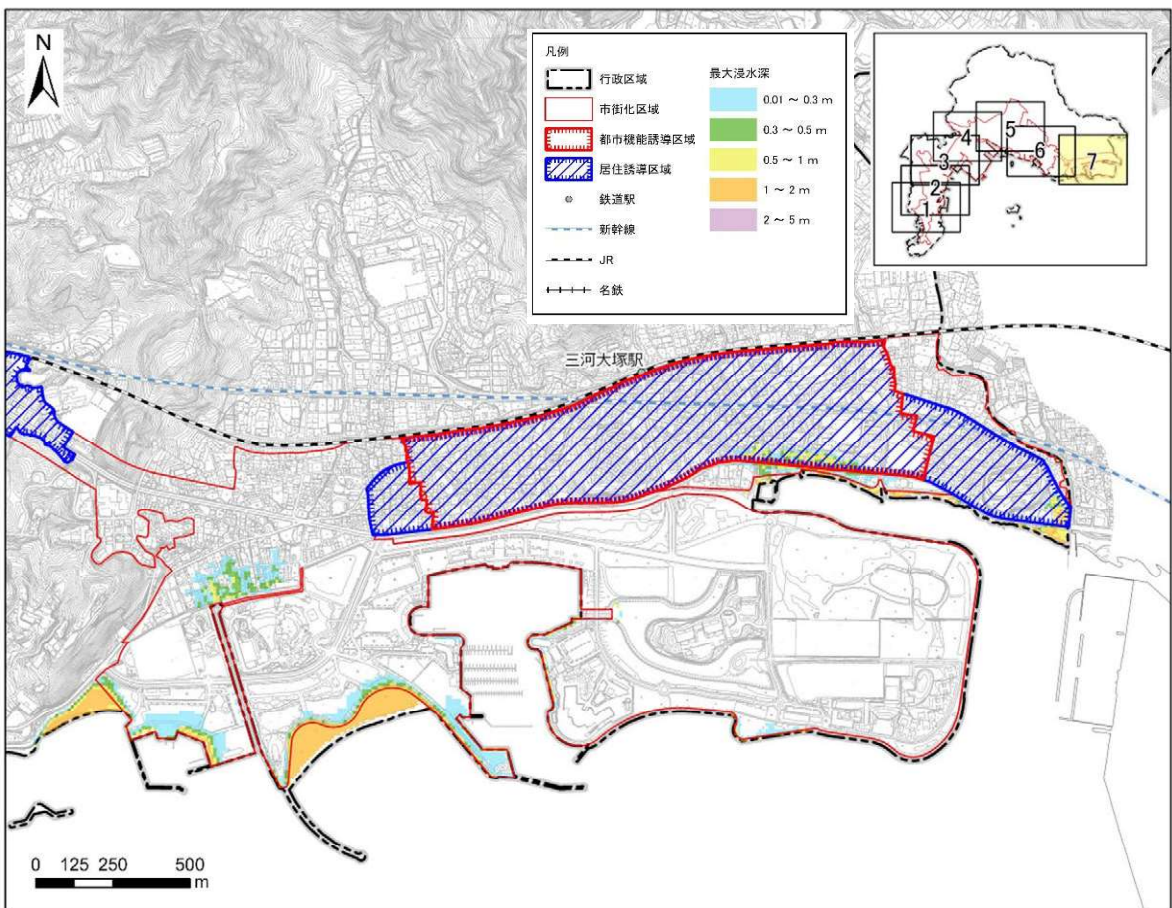 N
凡例
行政区域
市街化区域
都市機能誘導区域
居住誘導区域
鉄道駅
新幹線
JR
名鉄
最大浸水深
0.01 ～ 0.3 m
0.3 ～ 0.5 m
0.5 ～ 1 m
1 ～ 2 m
2 ～ 5 m
5
4
6
7
3
2
1
三河大塚駅
0 125 250 500
m